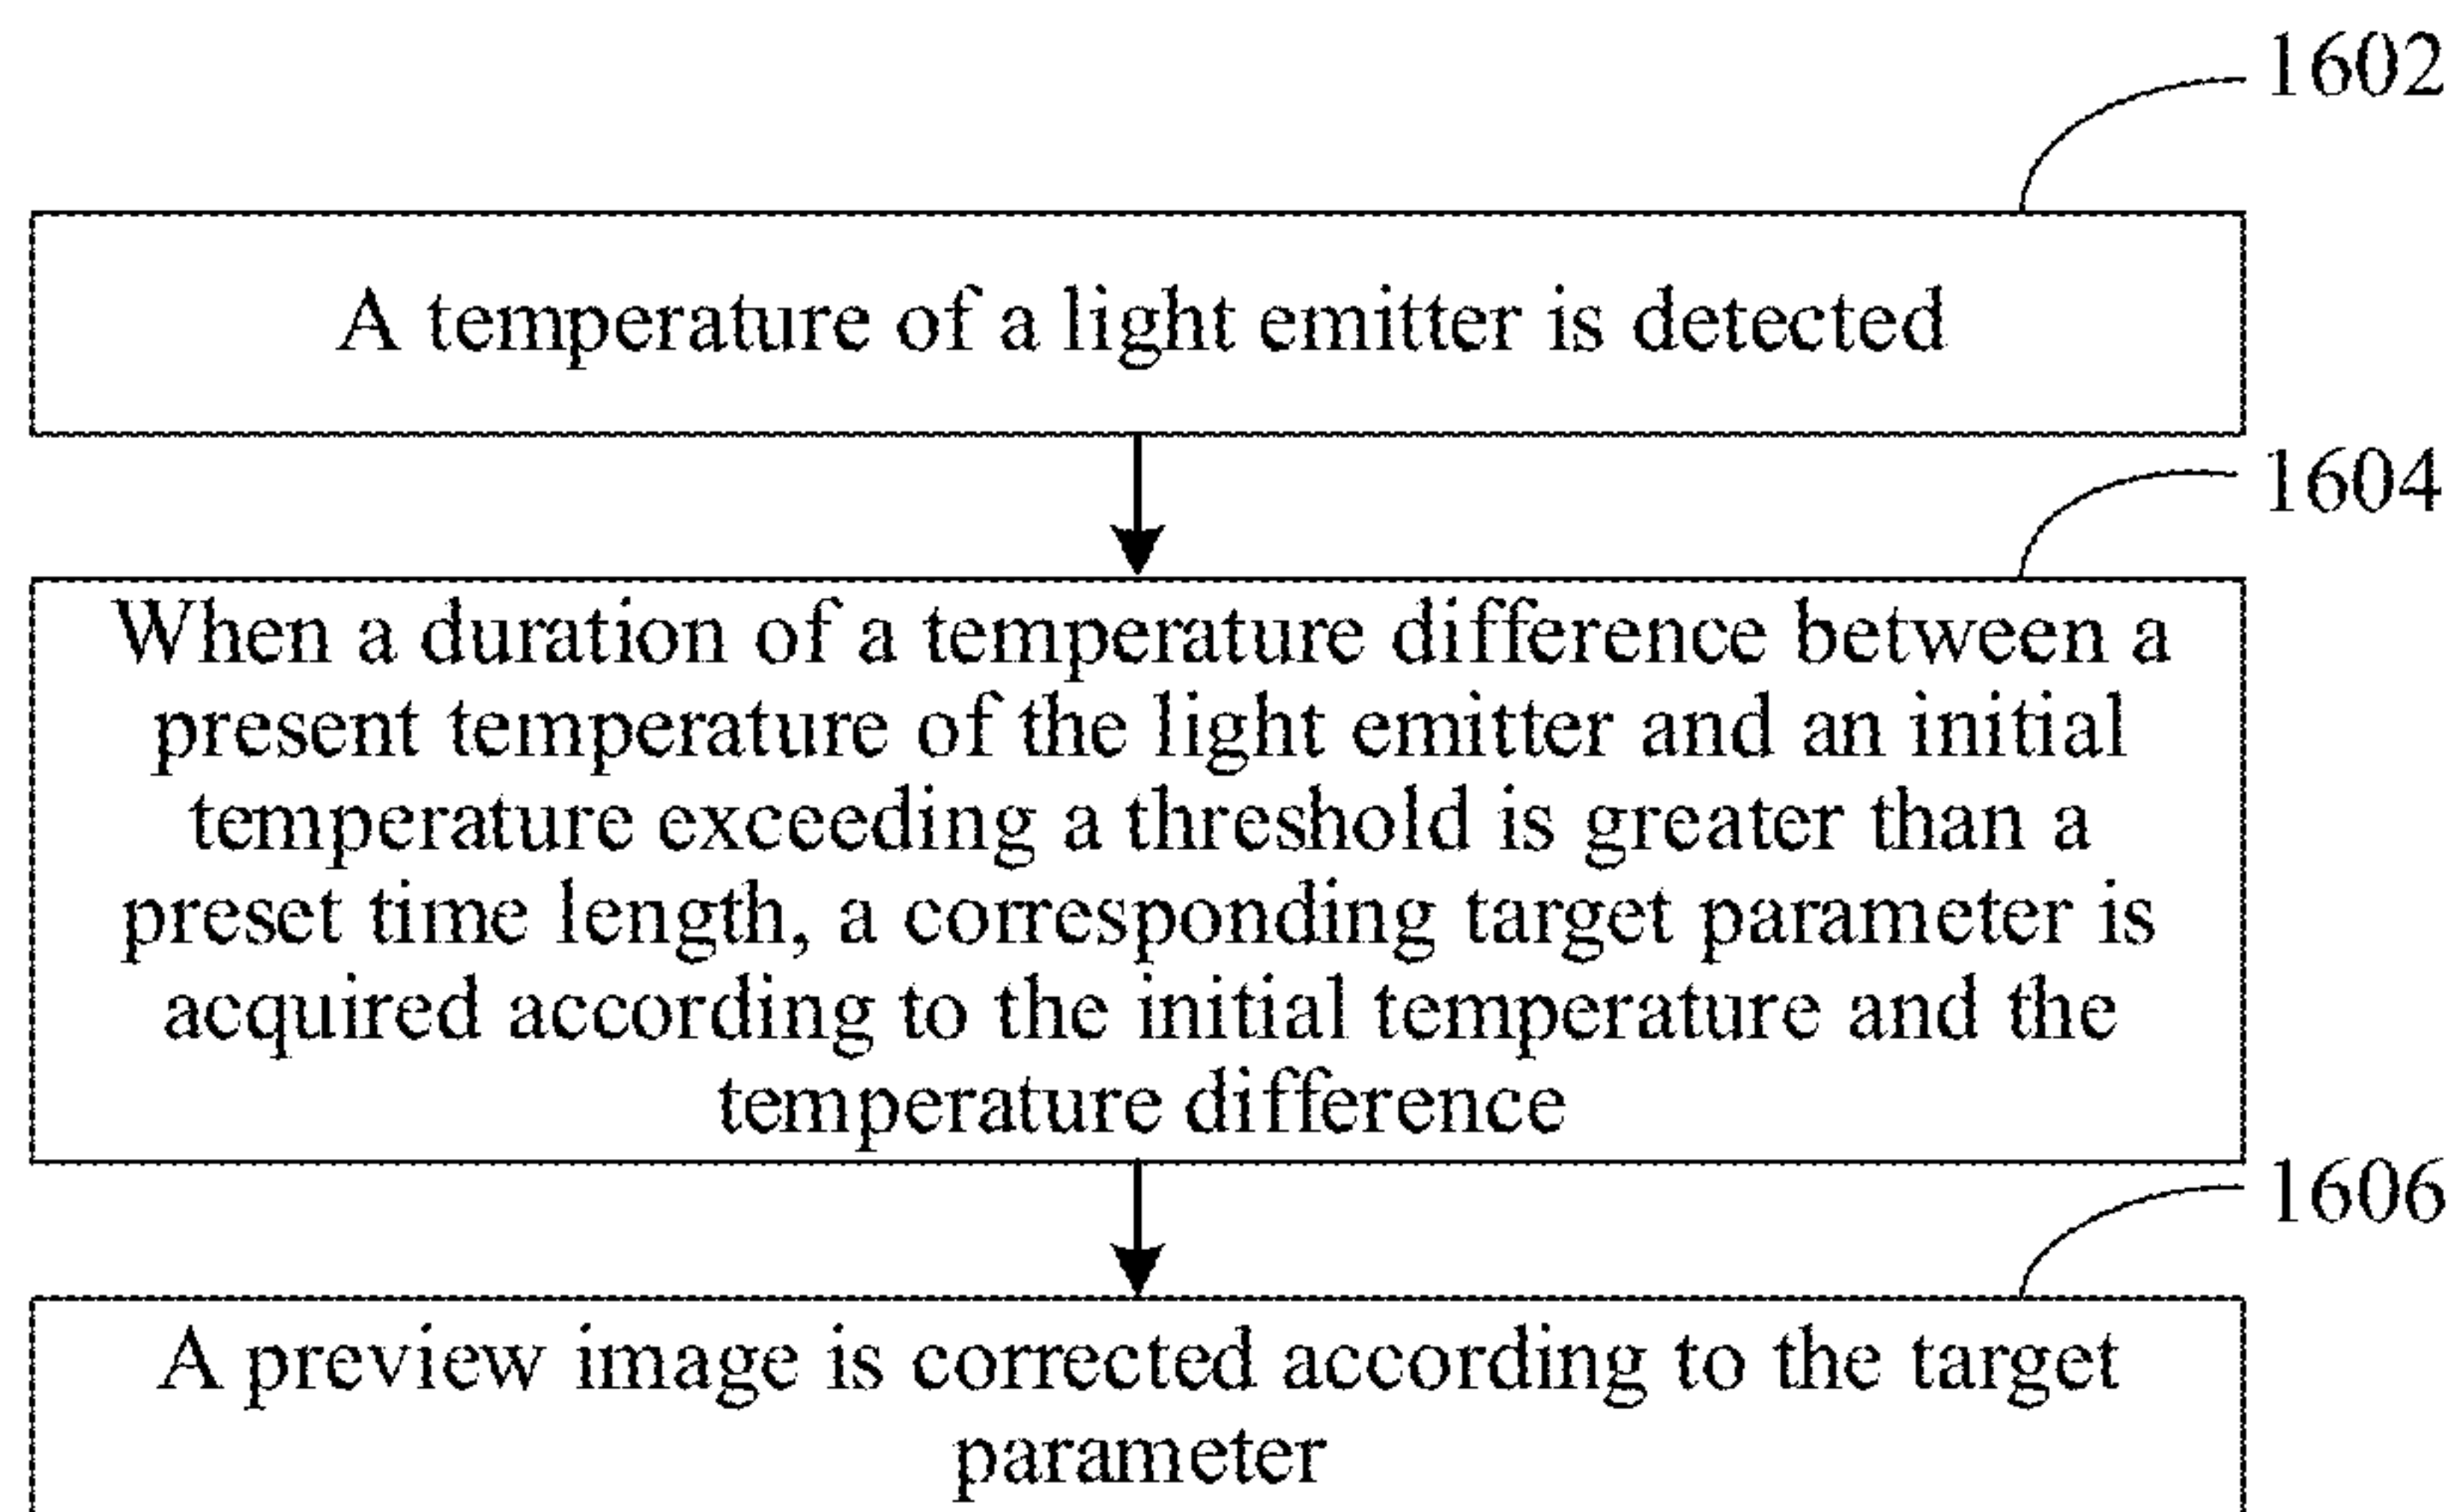 1602
A temperature of a light emitter is detected
1604
When a duration of a temperature difference between a
present temperature of the light emitter and an initial
temperature exceeding a threshold is greater than a
preset time length, a corresponding target parameter is
acquired according to the initial temperature and the
temperature difference
1606
A preview image is corrected according to the target
parameter